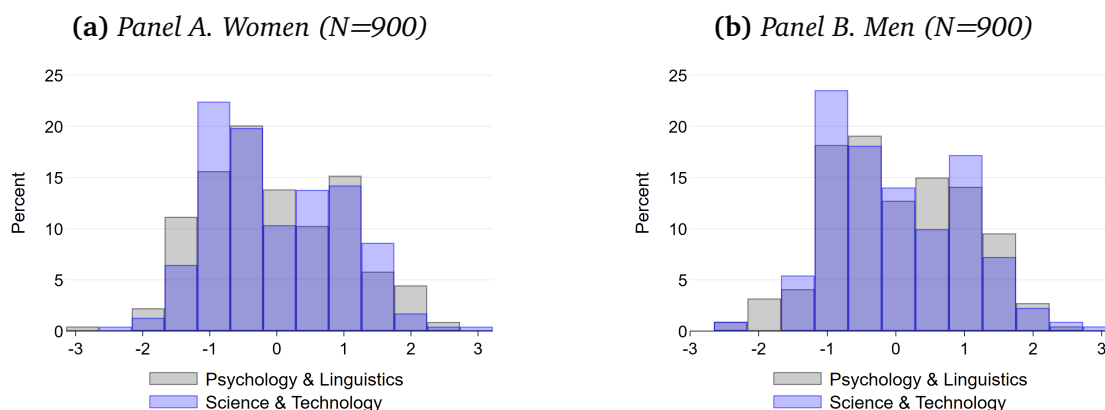 (a) Panel A. Women (N=900)
25
20
15
10
5
0
Percent
-3 -2 -1 0 1 2 3
Psychology & Linguistics
Science & Technology
(b) Panel B. Men (N=900)
25
20
15
10
5
0
Percent
-3 -2 -1 0 1 2 3
Psychology & Linguistics
Science & Technology